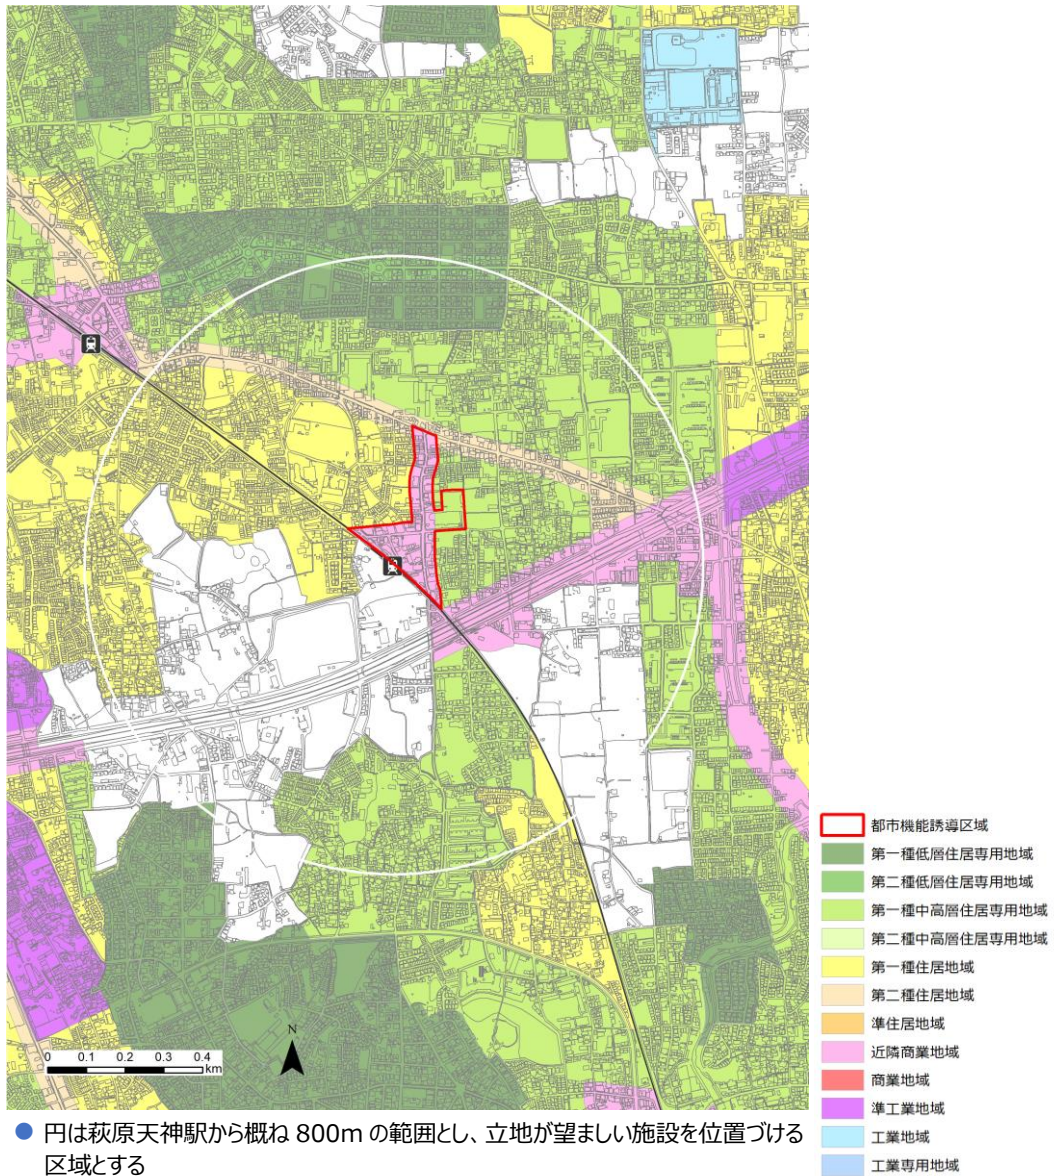 N
0 0.1 0.2 0.3 0.4
km
都市機能誘導区域
第一種低層住居専用地域
第二種低層住居専用地域
第一種中高層住居専用地域
第二種中高層住居専用地域
第一種住居地域
第二種住居地域
準住居地域
近隣商業地域
商業地域
準工業地域
工業地域
工業専用地域
● 円は萩原天神駅から概ね 800m の範囲とし、立地が望ましい施設を位置づける
区域とする